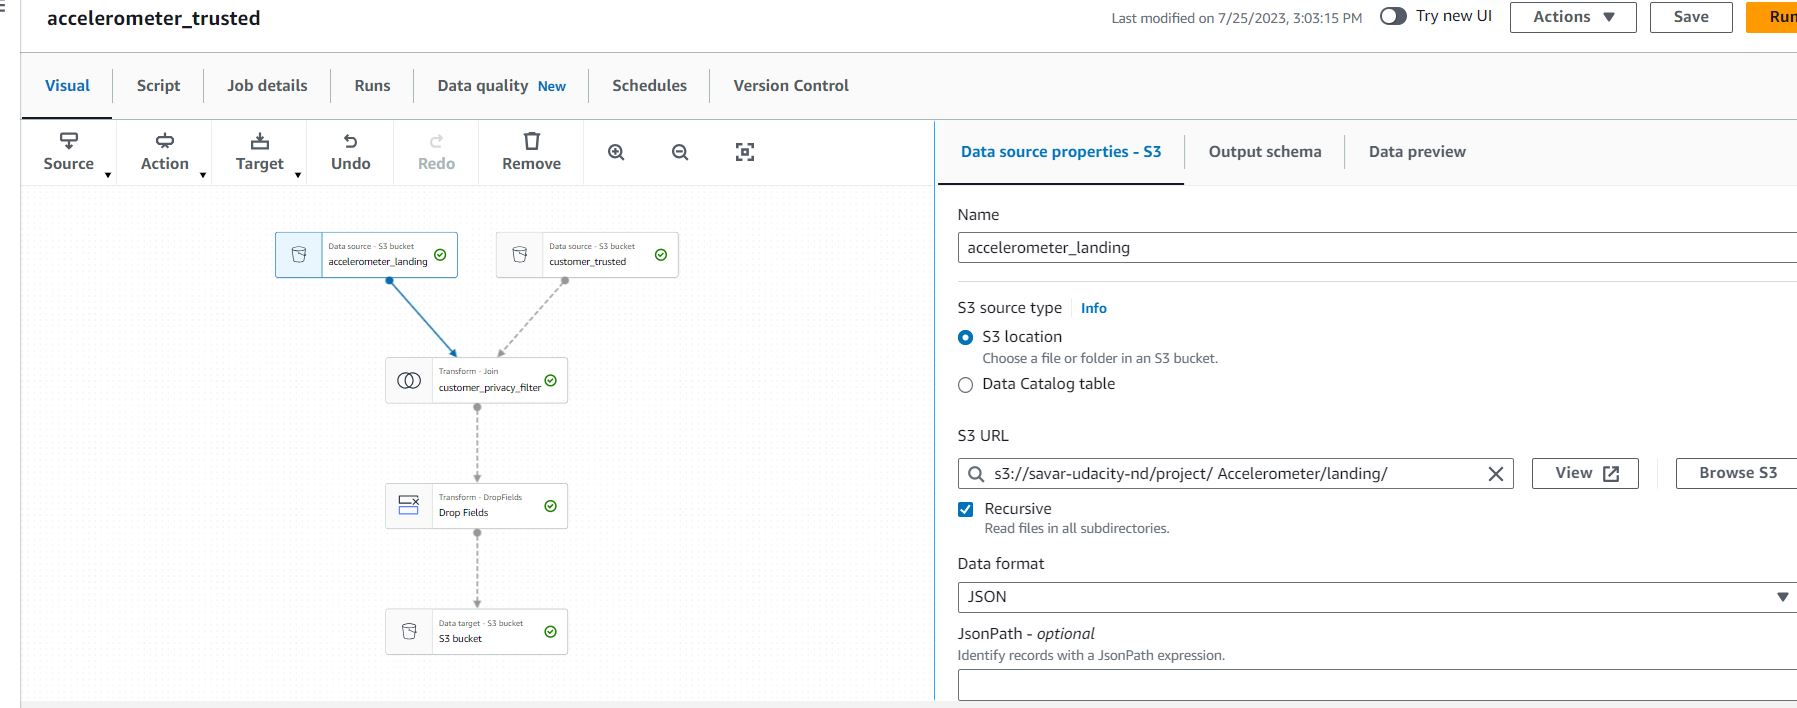 accelerometer_trusted
Last modified on 7/25/2023, 3:03:15 PM
Try new UI
Actions
Save
Run
Visual
Script
Job details
Runs
Data quality New
Schedules
Version Control
Source
Action
Target
Undo
Redo
Remove
Data source - S3 bucket
accelerometer_landing
Data source - S3 bucket
customer_trusted
Transform - Join
customer_privacy_filter
Transform - DropFields
Drop Fields
Data target - S3 bucket
S3 bucket
Data source properties - S3
Output schema
Data preview
Name
accelerometer_landing
S3 source type
Info
S3 location
Choose a file or folder in an S3 bucket.
Data Catalog table
S3 URL
s3://savar-udacity-nd/project/ Accelerometer/landing/
View
Browse S3
Recursive
Read files in all subdirectories.
Data format
JSON
JsonPath - optional
Identify records with a JsonPath expression.